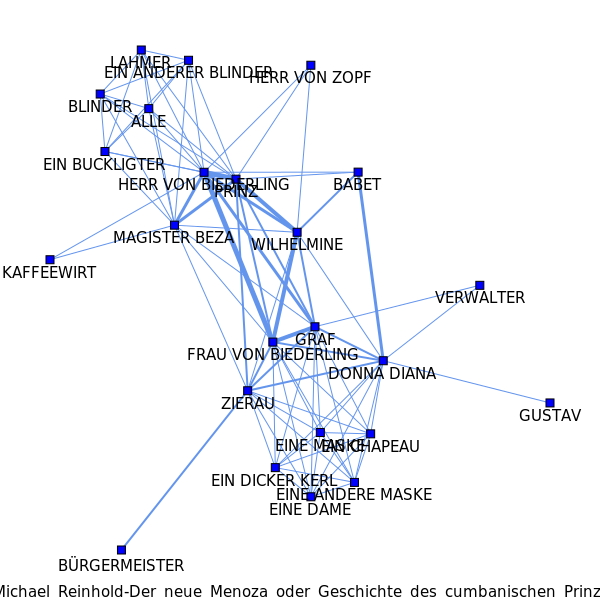 LAHMER
EIN ANDERER BLINDER
HERR VON ZOPF
BLINDER
ALLE
EIN BUCKLIGTER
HERR VON BIEDERLING
PRINZ
BABET
MAGISTER BEZA
WILHELMINE
KAFFEEWIRT
VERWALTER
GRAF
FRAU VON BIEDERLING
DONNA DIANA
ZIERAU
GUSTAV
EINE MASKE
EIN CHAPEAU
EIN DICKER KERL
EINE ANDERE MASKE
EINE DAME
BÜRGERMEISTER
Michael Reinhold-Der neue Menoza oder Geschichte des cumbanischen Prinz